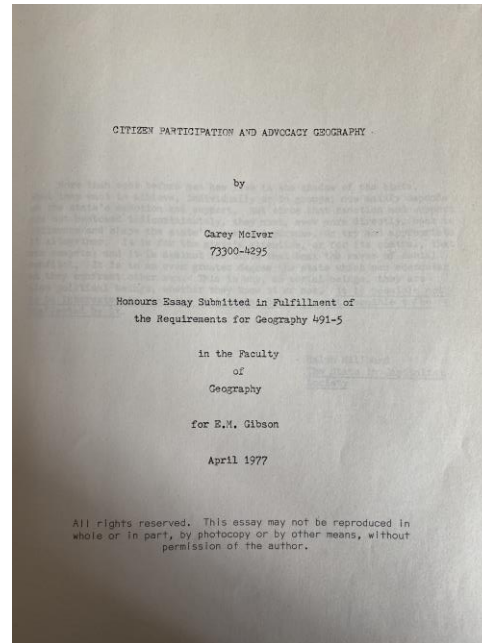 CITIZEN PARTICIPATION AND ADVOCACY GEOGRAPHY
by
Carey McIver
73300-4295
Honours Essay Submitted in Fulfillment of
the Requirements for Geography 491-5
in the Faculty
of
Geography
for E.M. Gibson
April 1977
All rights reserved. This essay may not be reproduced in
whole or in part, by photocopy or by other means, without
permission of the author.